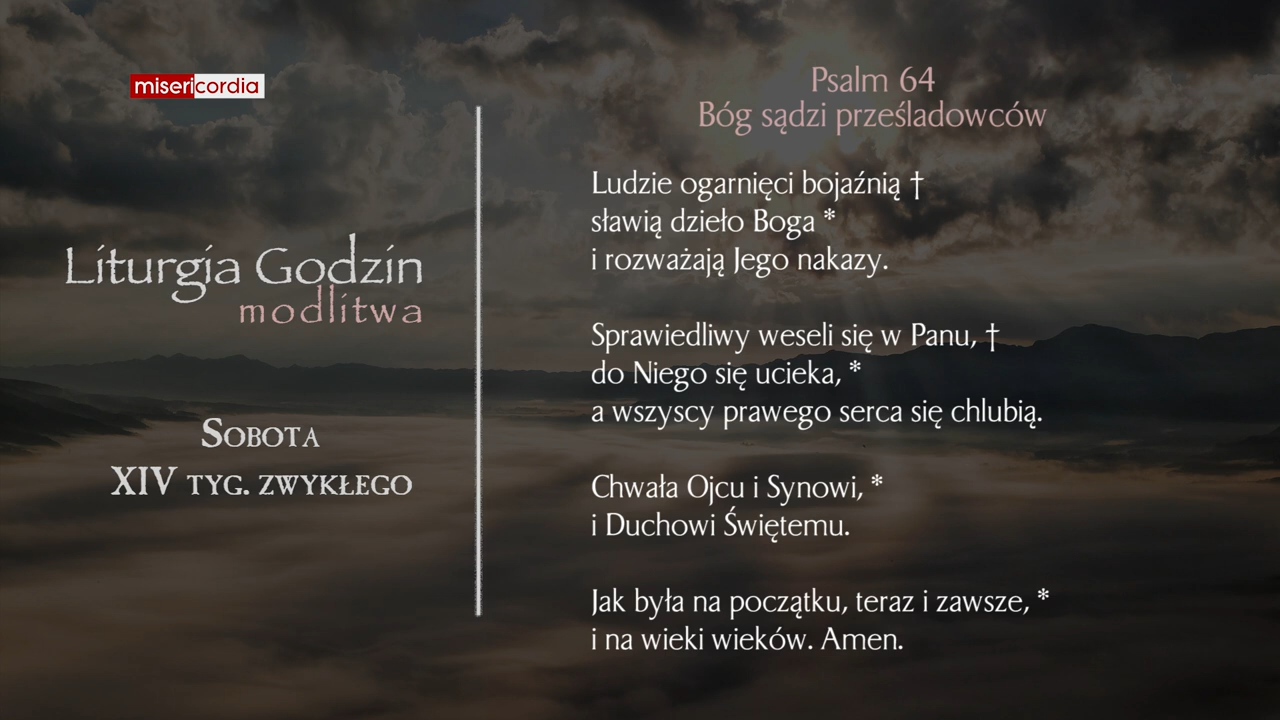 misericordia
Liturgia Godzin
modlitwa
Sobota
XIV tyg. zwykłego
Psalm 64
Bóg sądzi prześladowców
Ludzie ogarnięci bojaźnią †
sławią dzieło Boga *
i rozważają Jego nakazy.
Sprawiedliwy weseli się w Panu, †
do Niego się ucieka, *
a wszyscy prawego serca się chlubią.
Chwała Ojcu i Synowi, *
i Duchowi Świętemu.
Jak była na początku, teraz i zawsze, *
i na wieki wieków. Amen.